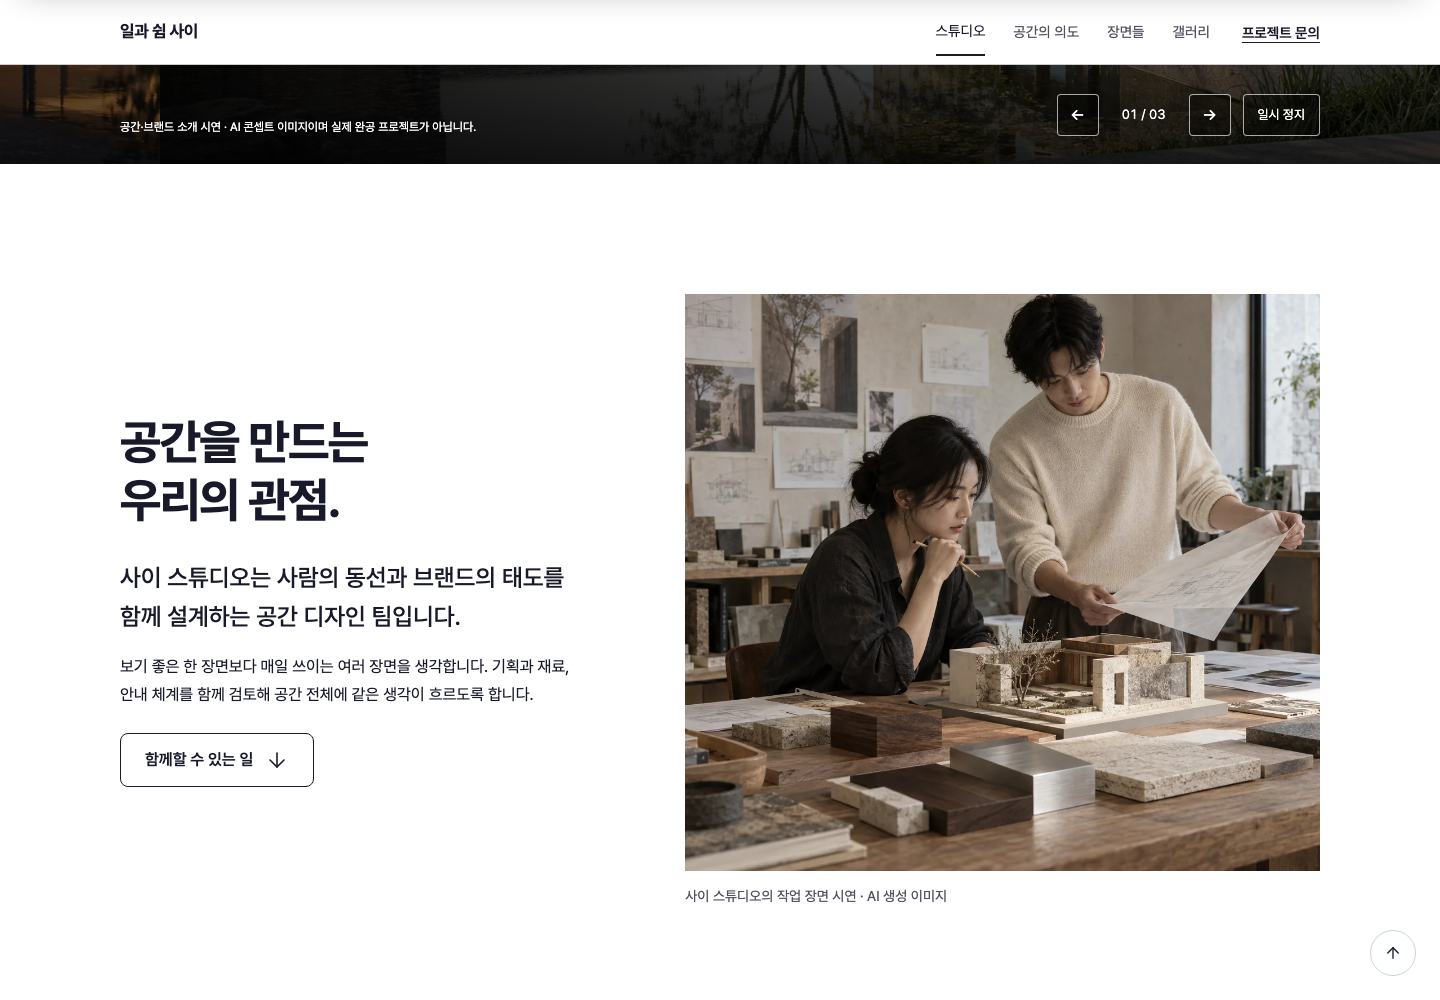 일과 쉼 사이
스튜디오 공간의 의도 장면들 갤러리 프로젝트 문의
공간·브랜드 소개 시연 · AI 콘셉트 이미지이며 실제 완공 프로젝트가 아닙니다.
← 01 / 03 → 일시 정지
공간을 만드는
우리의 관점.
사이 스튜디오는 사람의 동선과 브랜드의 태도를
함께 설계하는 공간 디자인 팀입니다.
보기 좋은 한 장면보다 매일 쓰이는 여러 장면을 생각합니다. 기획과 재료,
안내 체계를 함께 검토해 공간 전체에 같은 생각이 흐르도록 합니다.
함께할 수 있는 일 ↓
사이 스튜디오의 작업 장면 시연 · AI 생성 이미지
↑